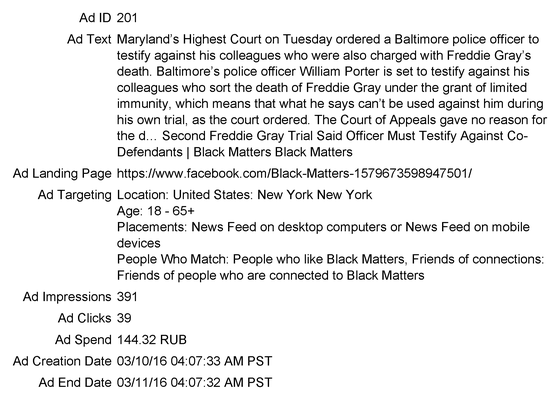 Ad ID 201
Ad Text Maryland's Highest Court on Tuesday ordered a Baltimore police officer to
testify against his colleagues who were also charged with Freddie Gray's
death. Baltimore's police officer William Porter is set to testify against his
colleagues who sort the death of Freddie Gray under the grant of limited
immunity, which means that what he says can't be used against him during
his own trial, as the court ordered. The Court of Appeals gave no reason for
the d... Second Freddie Gray Trial Said Officer Must Testify Against Co-
Defendants | Black Matters Black Matters
Ad Landing Page https://www.facebook.com/Black-Matters-1579673598947501/
Ad Targeting Location: United States: New York New York
Age: 18 - 65+
Placements: News Feed on desktop computers or News Feed on mobile
devices
People Who Match: People who like Black Matters, Friends of connections:
Friends of people who are connected to Black Matters
Ad Impressions 391
Ad Clicks 39
Ad Spend 144.32 RUB
Ad Creation Date 03/10/16 04:07:33 AM PST
Ad End Date 03/11/16 04:07:32 AM PST